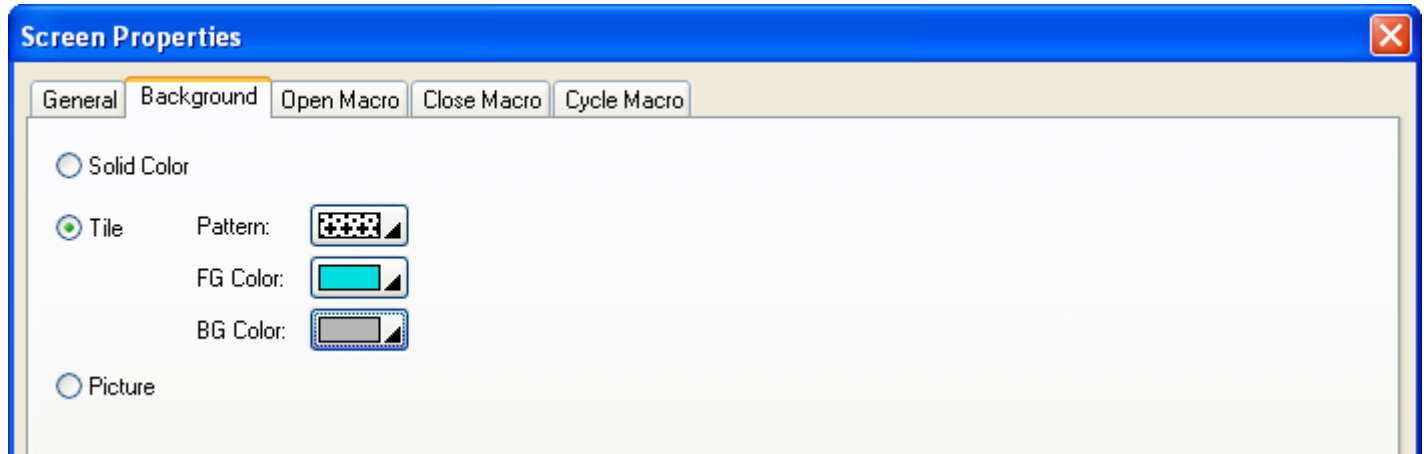 Screen Properties
General Background Open Macro Close Macro Cycle Macro
Solid Color
Tile Pattern:
FG Color:
BG Color:
Picture